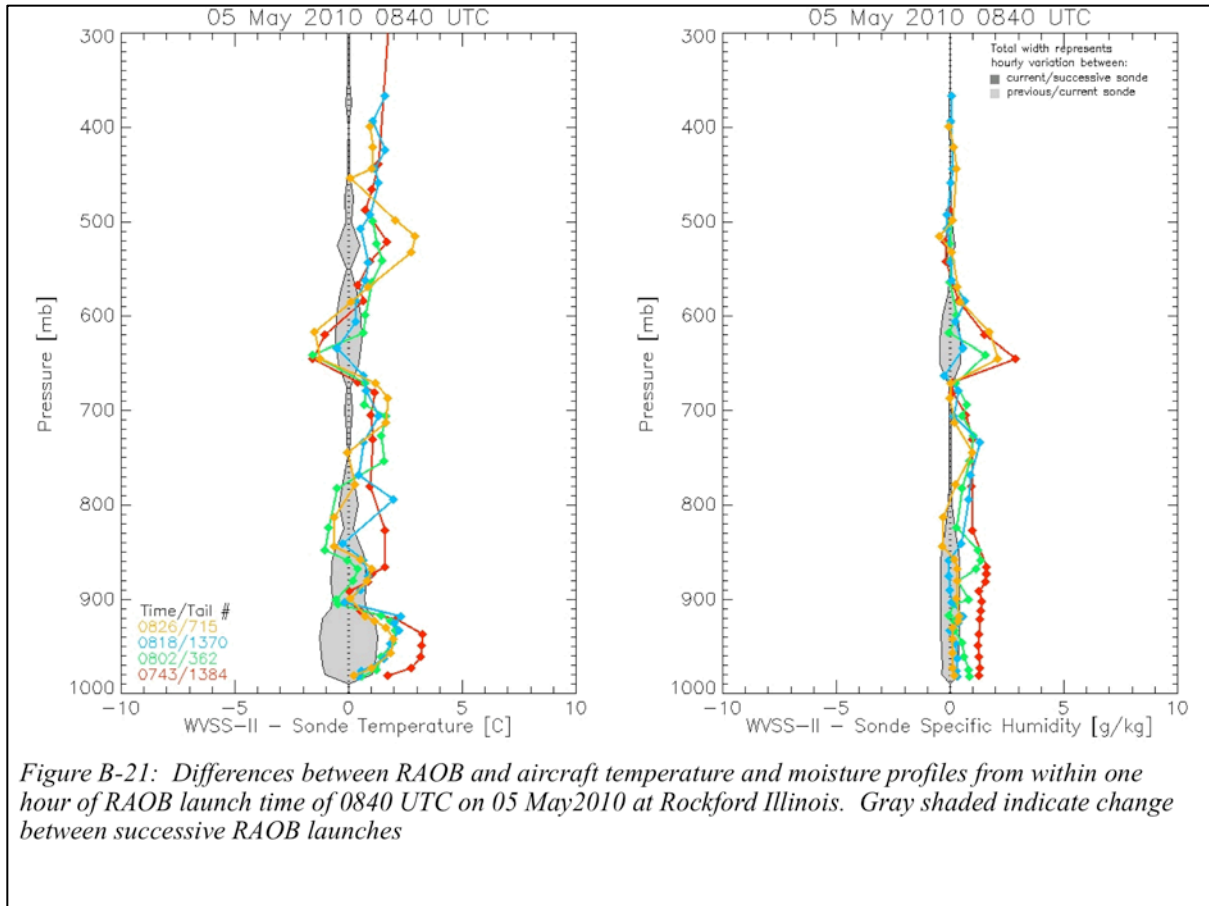 05 May 2010 0840 UTC
300
400
500
600
700
800
900
1000
Pressure [mb]
Time/Tail #
0826/715
0818/1370
0802/362
0743/1384
-10
-5
0
5
10
WVSS-II - Sonde Temperature [C]
05 May 2010 0840 UTC
Total width represents
hourly variation between:
current/successive sonde
previous/current sonde
300
400
500
600
700
800
900
1000
Pressure [mb]
-10
-5
0
5
10
WVSS-II - Sonde Specific Humidity [g/kg]
Figure B-21: Differences between RAOB and aircraft temperature and moisture profiles from within one
hour of RAOB launch time of 0840 UTC on 05 May2010 at Rockford Illinois. Gray shaded indicate change
between successive RAOB launches